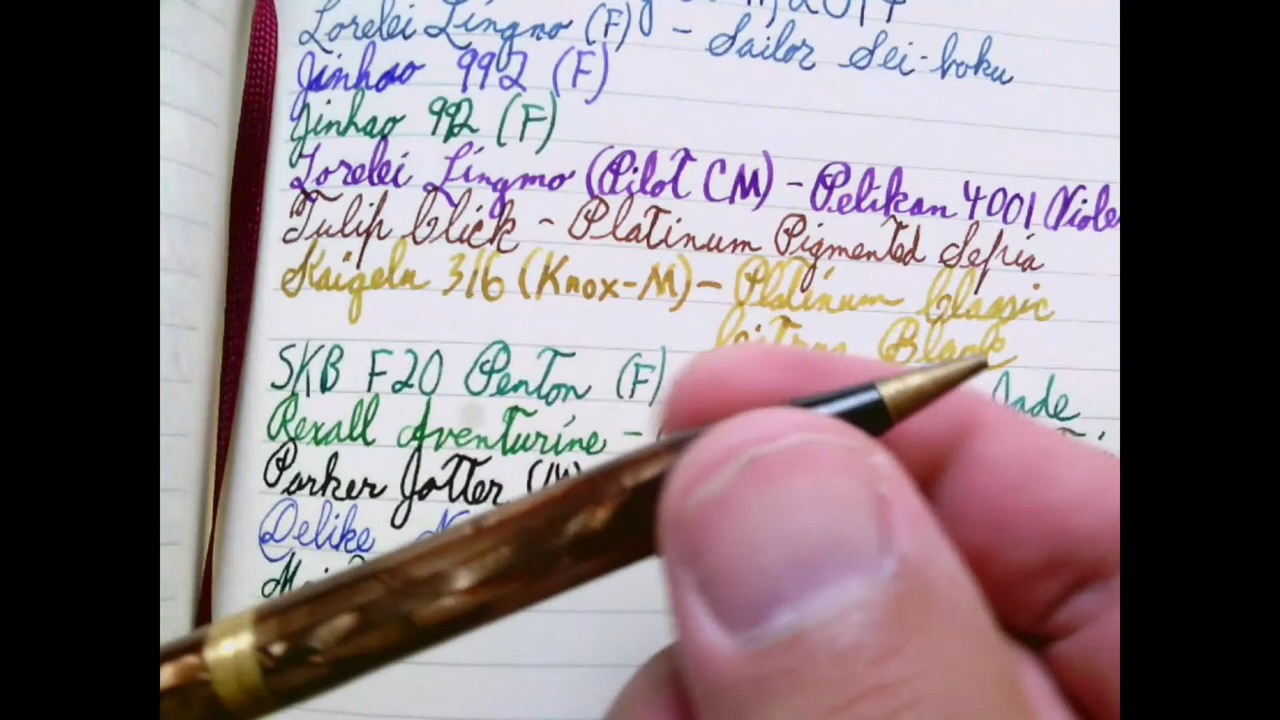 Lorelei Lingmo (F) - Sailor Sei-boku
Jinhao 992 (F)
Jinhao 992 (F)
Lorelei Lingmo (Pilot CM) - Pelikan 4001 Viole
Tulip Click - Platinum Pigmented Sepia
Kaigelu 316 (Knox-M) - Platinum Classic
Citrus Black
SKB F20 Penton (F) Jade
Rexall Aventurine -
Parker Jotter (M)
Delike